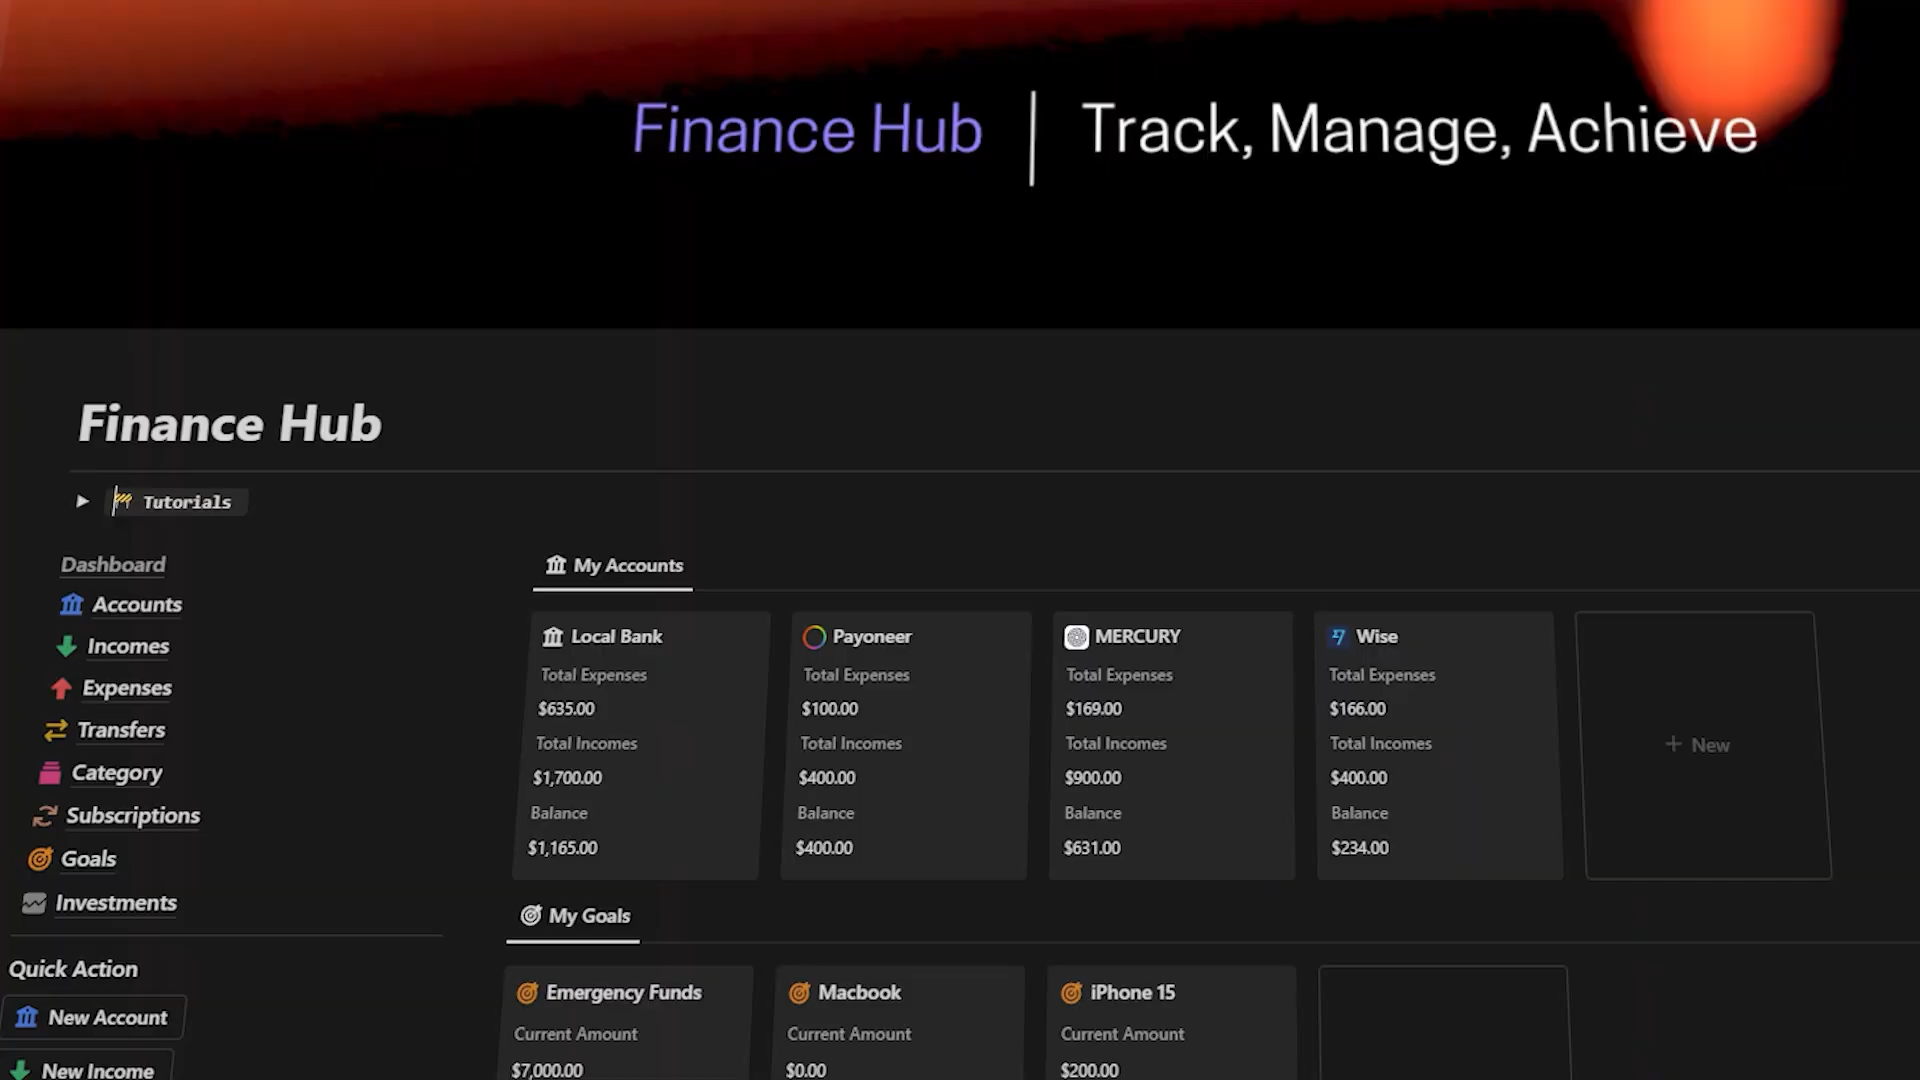 Finance Hub | Track, Manage, Achieve
Finance Hub
Tutorials
Dashboard
Accounts
Incomes
Expenses
Transfers
Category
Subscriptions
Goals
Investments
Quick Action
New Account
New Income
My Accounts
Local Bank
Total Expenses
$635.00
Total Incomes
$1,700.00
Balance
$1,165.00
Payoneer
Total Expenses
$100.00
Total Incomes
$400.00
Balance
$400.00
MERCURY
Total Expenses
$169.00
Total Incomes
$900.00
Balance
$631.00
Wise
Total Expenses
$166.00
Total Incomes
$400.00
Balance
$234.00
+ New
My Goals
Emergency Funds
Current Amount
$7,000.00
Macbook
Current Amount
$0.00
iPhone 15
Current Amount
$200.00